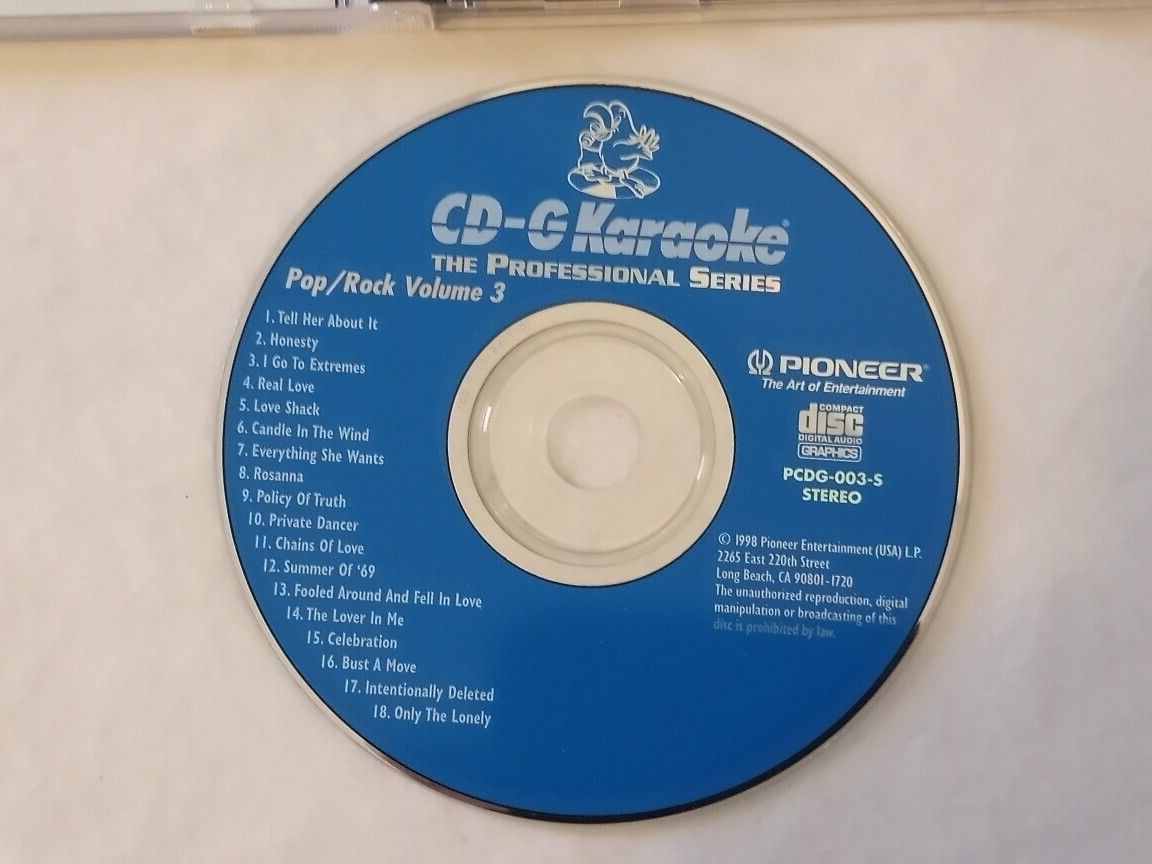 CD-G Karaoke®
THE PROFESSIONAL SERIES
Pop/Rock Volume 3
1. Tell Her About It
2. Honesty
3. I Go To Extremes
4. Real Love
5. Love Shack
6. Candle In The Wind
7. Everything She Wants
8. Rosanna
9. Policy Of Truth
10. Private Dancer
11. Chains Of Love
12. Summer Of '69
13. Fooled Around And Fell In Love
14. The Lover In Me
15. Celebration
16. Bust A Move
17. Intentionally Deleted
18. Only The Lonely
PIONEER®
The Art of Entertainment
COMPACT
disc
DIGITAL AUDIO
GRAPHICS
PCDG-003-S
STEREO
© 1998 Pioneer Entertainment (USA) L.P.
2265 East 220th Street
Long Beach, CA 90801-1720
The unauthorized reproduction, digital
manipulation or broadcasting of this
disc is prohibited by law.